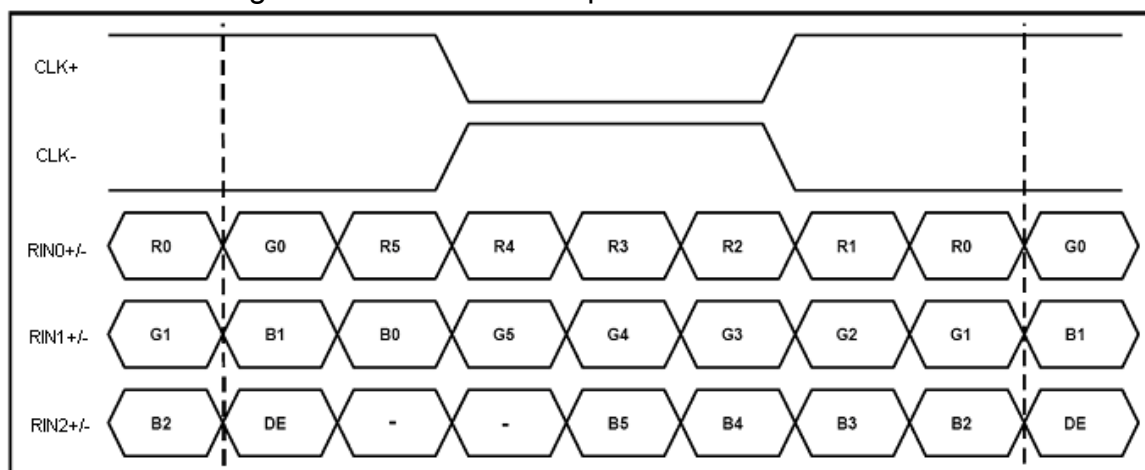 CLK+
CLK-
RIN0+/- R0 G0 R5 R4 R3 R2 R1 R0 G0
RIN1+/- G1 B1 B0 G5 G4 G3 G2 G1 B1
RIN2+/- B2 DE - - B5 B4 B3 B2 DE